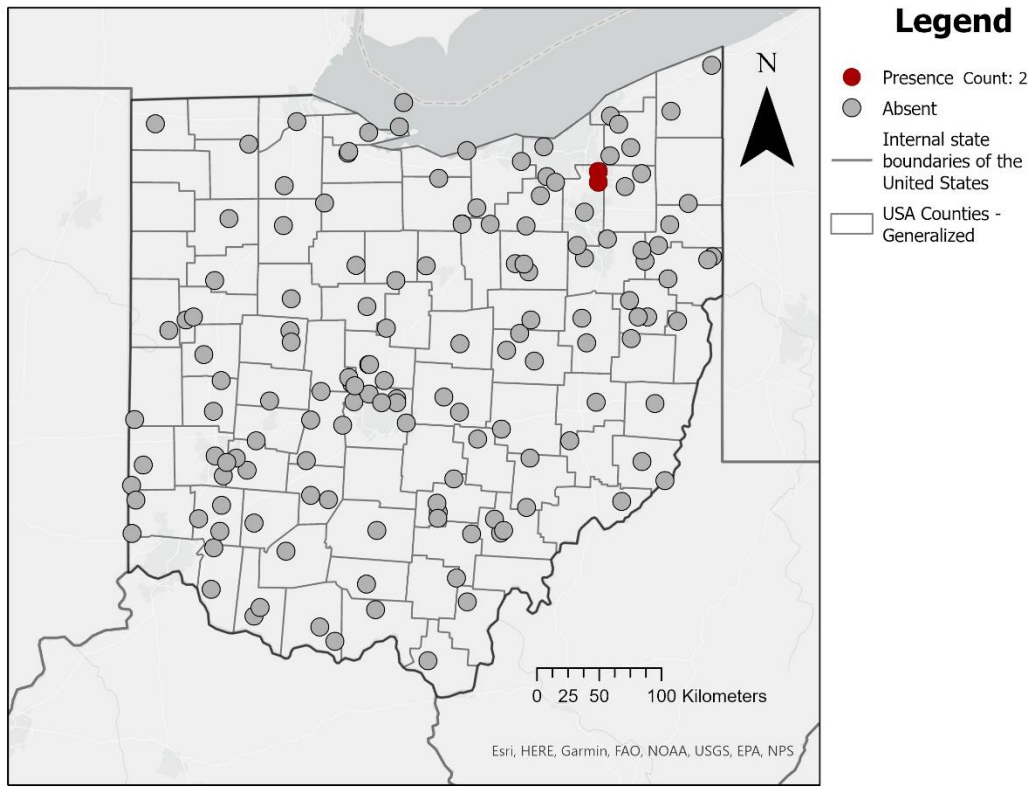 Legend
N
Presence Count: 2
Absent
Internal state
boundaries of the
United States
USA Counties -
Generalized
0 25 50 100 Kilometers
Esri, HERE, Garmin, FAO, NOAA, USGS, EPA, NPS